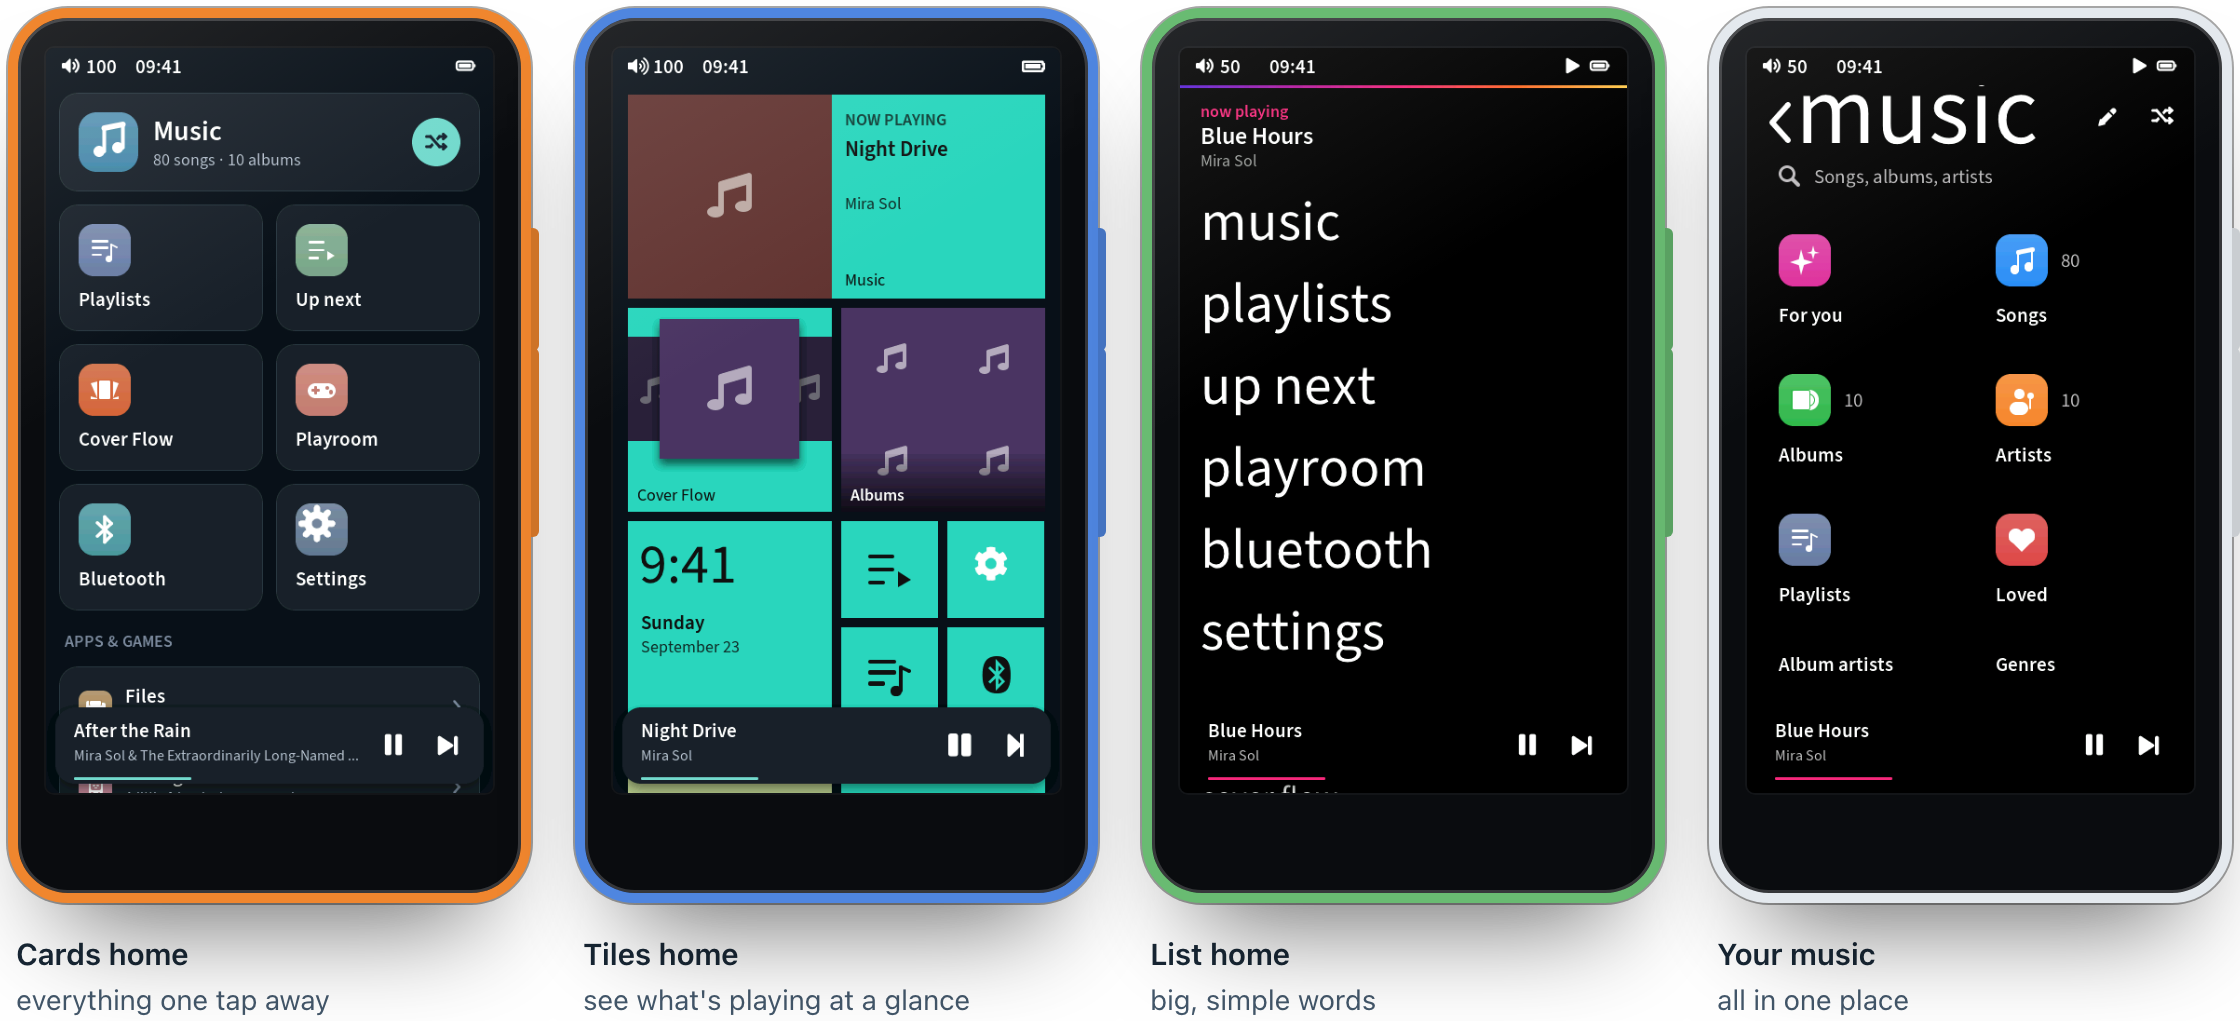 100 09:41
Music
80 songs · 10 albums
Playlists
Up next
Cover Flow
Playroom
Bluetooth
Settings
APPS & GAMES
Files
After the Rain
Mira Sol & The Extraordinarily Long-Named ...
Cards home
everything one tap away
100 09:41
NOW PLAYING
Night Drive
Mira Sol
Music
Cover Flow
Albums
9:41
Sunday
September 23
Night Drive
Mira Sol
Tiles home
see what's playing at a glance
50 09:41
now playing
Blue Hours
Mira Sol
music
playlists
up next
playroom
bluetooth
settings
Blue Hours
Mira Sol
List home
big, simple words
50 09:41
music
Songs, albums, artists
For you
80
Songs
10
Albums
10
Artists
Playlists
Loved
Album artists
Genres
Blue Hours
Mira Sol
Your music
all in one place